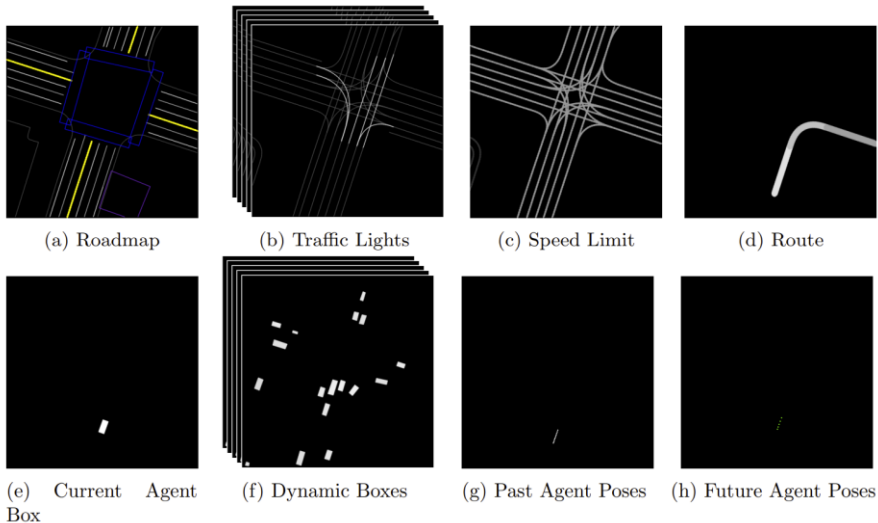 (a) Roadmap
(b) Traffic Lights
(c) Speed Limit
(d) Route
(e) Current Agent
Box
(f) Dynamic Boxes
(g) Past Agent Poses
(h) Future Agent Poses